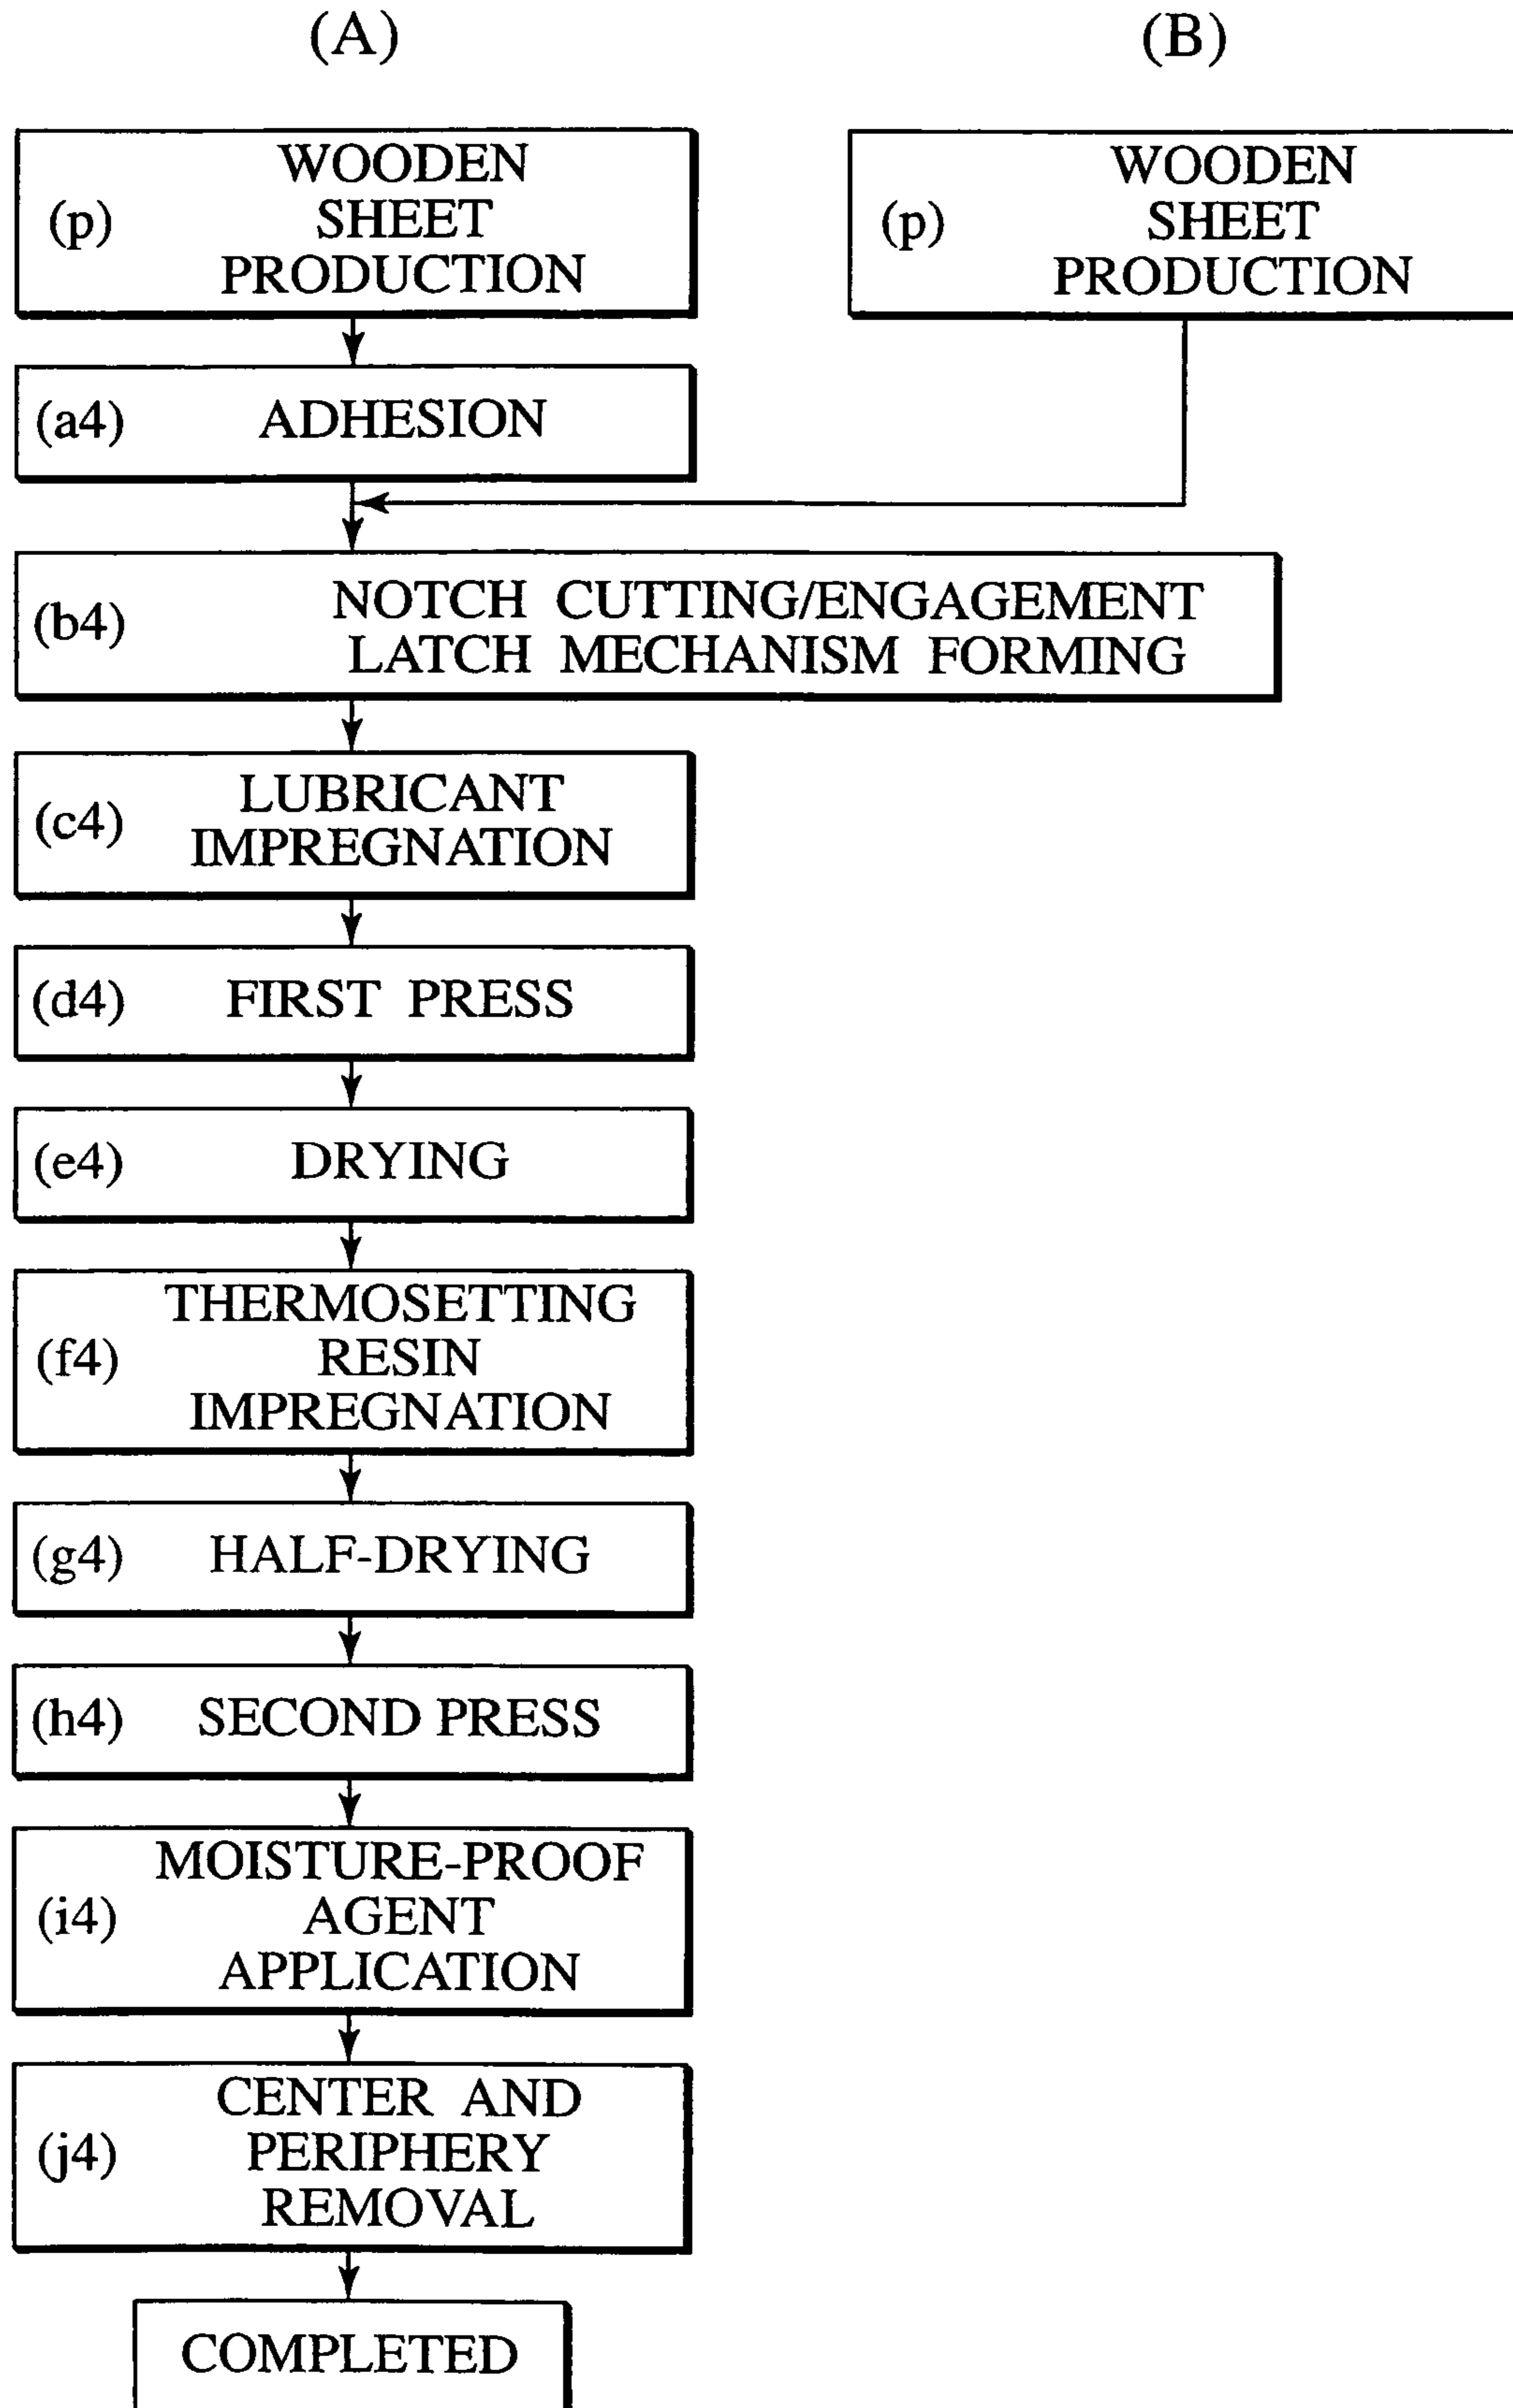 (A)
(B)
(p)
WOODEN
SHEET
PRODUCTION
(p)
WOODEN
SHEET
PRODUCTION
(a4) ADHESION
(b4)
NOTCH CUTTING/ENGAGEMENT
LATCH MECHANISM FORMING
(c4)
LUBRICANT
IMPREGNATION
(d4) FIRST PRESS
(e4) DRYING
(f4)
THERMOSETTING
RESIN
IMPREGNATION
(g4) HALF-DRYING
(h4) SECOND PRESS
(i4)
MOISTURE-PROOF
AGENT
APPLICATION
(j4)
CENTER AND
PERIPHERY
REMOVAL
COMPLETED